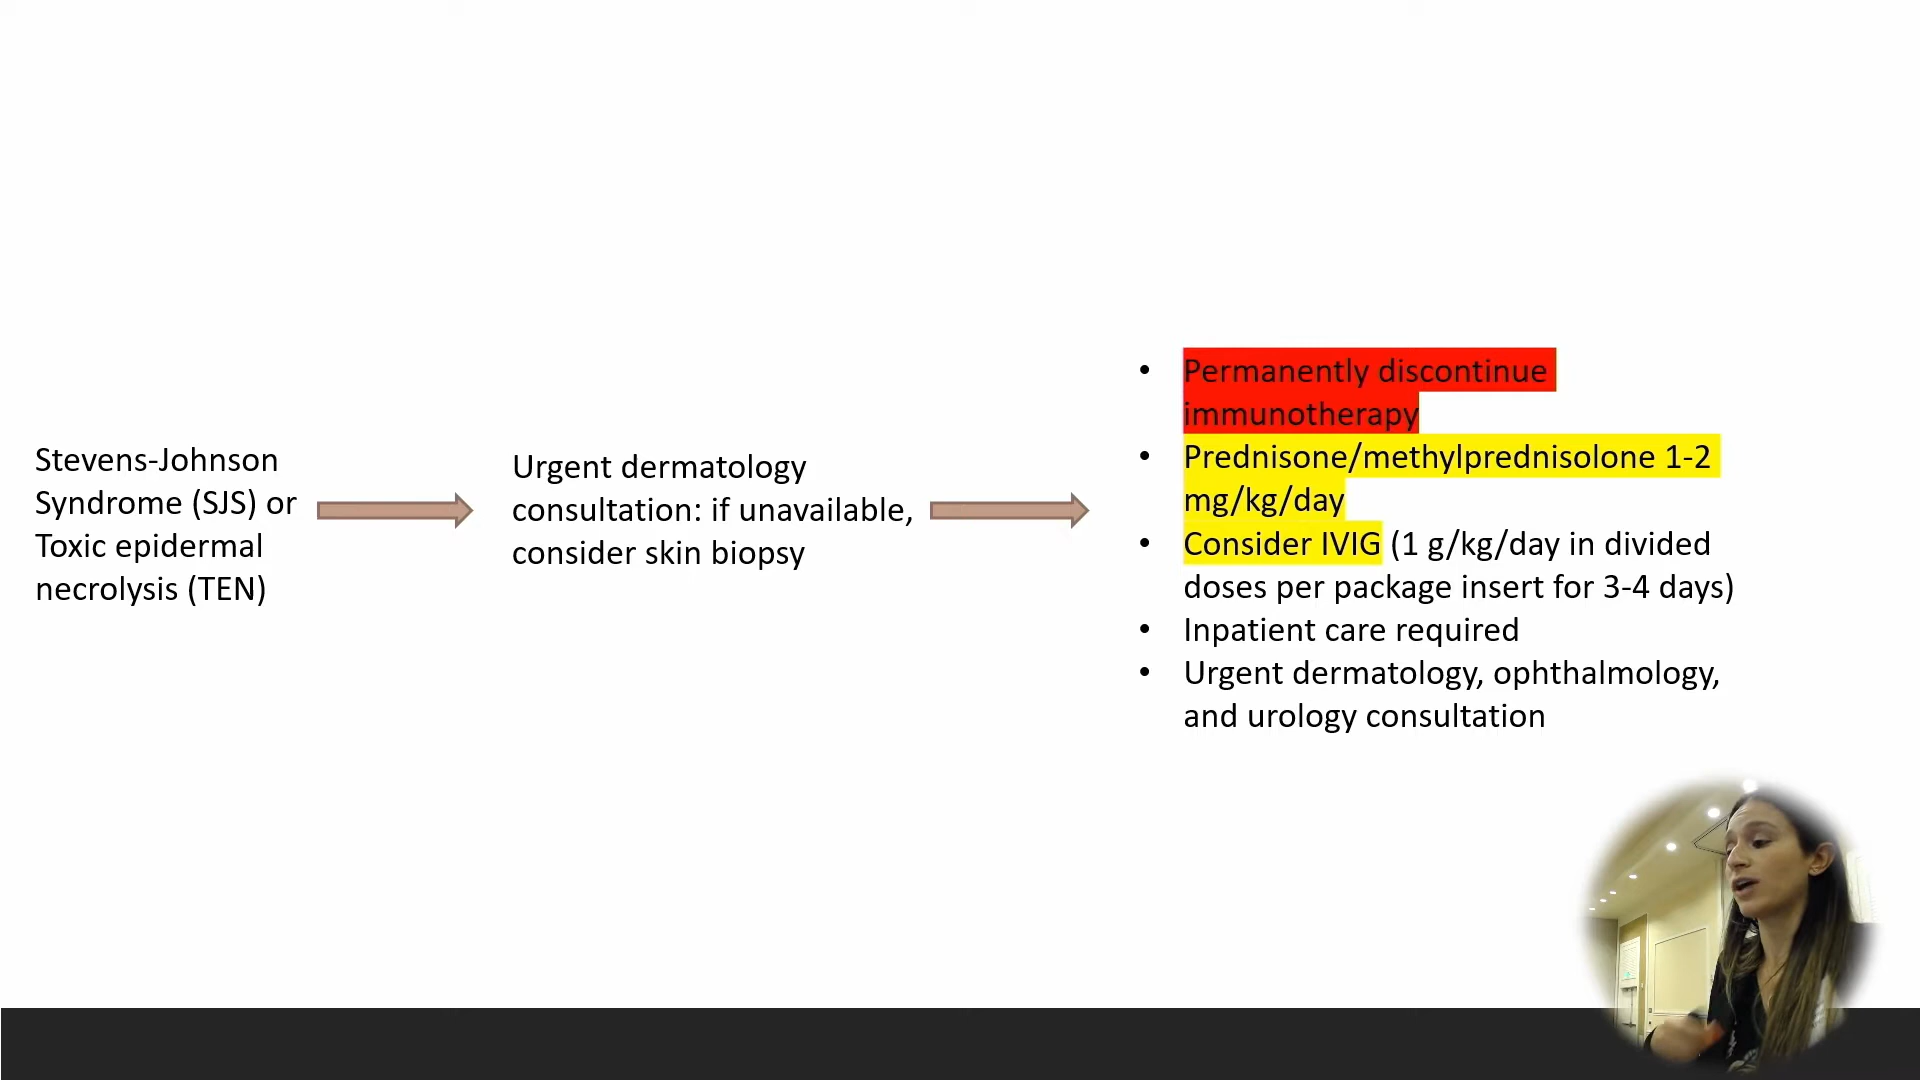 Stevens-Johnson
Syndrome (SJS) or
Toxic epidermal
necrolysis (TEN)
Urgent dermatology
consultation: if unavailable,
consider skin biopsy
• Permanently discontinue
immunotherapy
• Prednisone/methylprednisolone 1-2
mg/kg/day
• Consider IVIG (1 g/kg/day in divided
doses per package insert for 3-4 days)
• Inpatient care required
• Urgent dermatology, ophthalmology,
and urology consultation